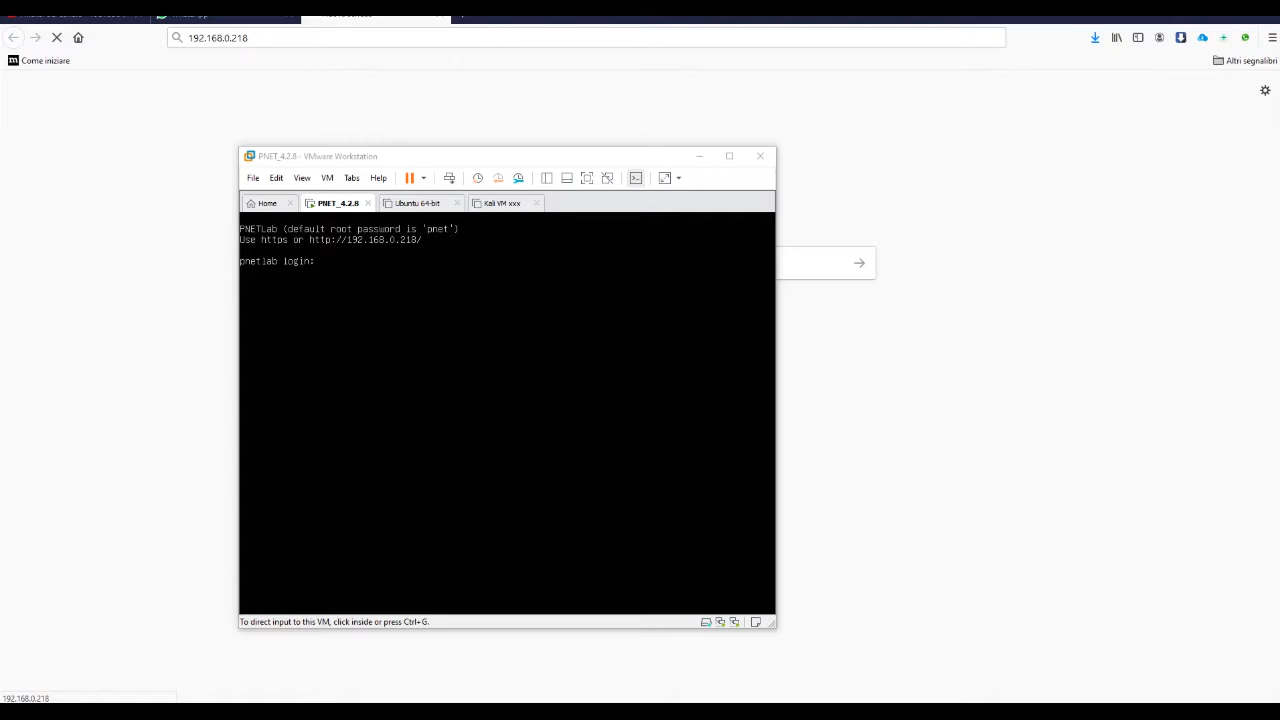 192.168.0.218
Come iniziare
Altri segnalibri
PNET_4.2.8 - VMware Workstation
File Edit View VM Tabs Help
Home PNET_4.2.8 Ubuntu 64-bit Kali VM xxx
PNETLab (default root password is 'pnet')
Use https or http://192.168.0.218/
pnetlab login:
To direct input to this VM, click inside or press Ctrl+G.
192.168.0.218